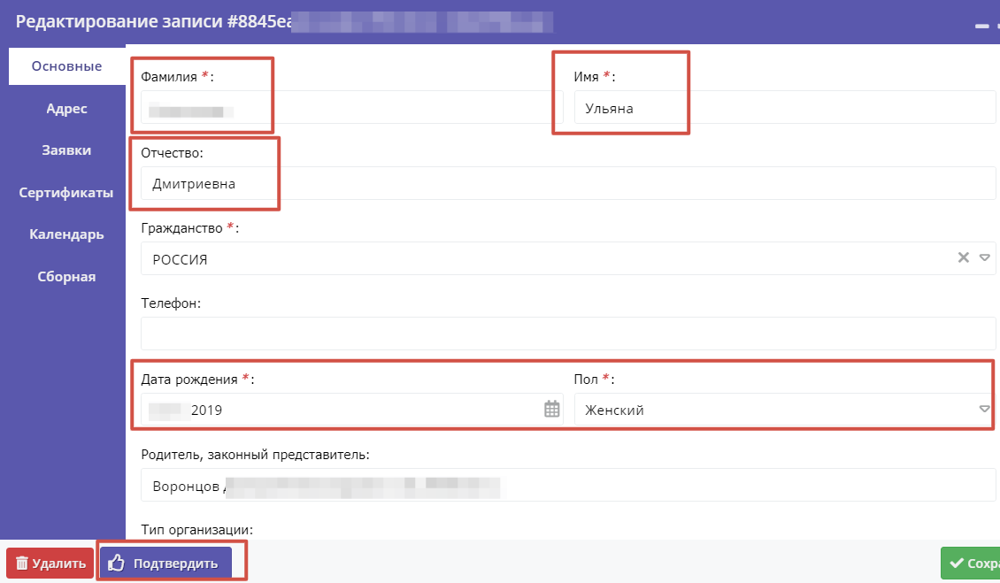 Редактирование записи #8845ea
Основные
Адрес
Заявки
Сертификаты
Календарь
Сборная
Фамилия *: Имя *:
Ульяна
Отчество:
Дмитриевна
Гражданство *:
РОССИЯ
Телефон:
Дата рождения *: Пол *:
2019 Женский
Родитель, законный представитель:
Воронцов
Тип организации:
Удалить Подтвердить Сохра